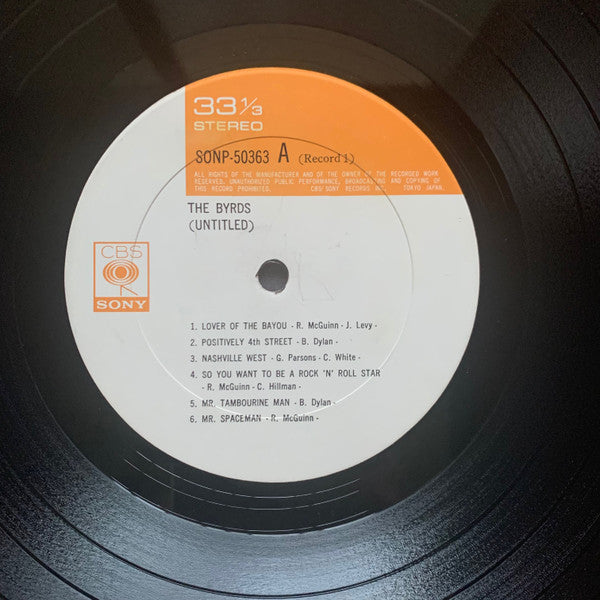 33 1/3
STEREO
SONP-50363 A (Record 1)
ALL RIGHTS OF THE MANUFACTURER AND OF THE OWNER OF THE RECORDED WORK
RESERVED. UNAUTHORIZED PUBLIC PERFORMANCE, BROADCASTING AND COPYING OF
THIS RECORD PROHIBITED. CBS/SONY RECORDS INC. TOKYO JAPAN.
THE BYRDS
(UNTITLED)
CBS
SONY
1. LOVER OF THE BAYOU - R. McGuinn - J. Levy -
2. POSITIVELY 4th STREET - B. Dylan -
3. NASHVILLE WEST - G. Parsons - C. White -
4. SO YOU WANT TO BE A ROCK 'N' ROLL STAR
- R. McGuinn - C. Hillman -
5. MR. TAMBOURINE MAN - B. Dylan -
6. MR. SPACEMAN - R. McGuinn -